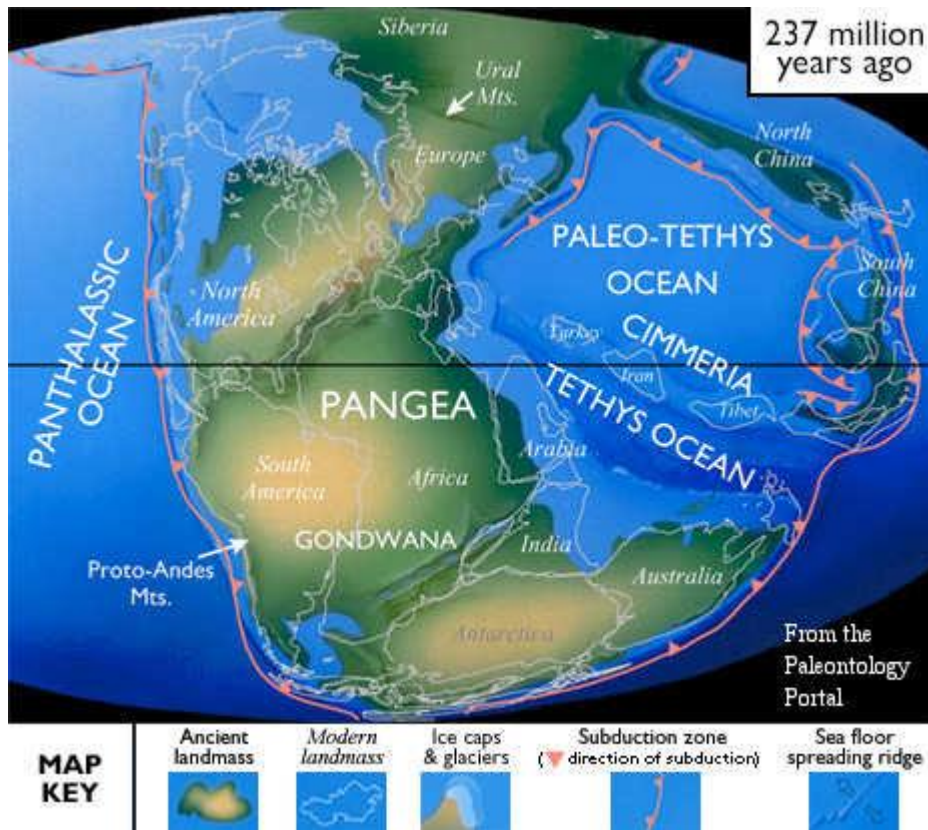 Siberia
237 million
years ago
Ural
Mts.
North
China
Europe
PALEO-TETHYS
OCEAN
South
China
North
America
PANTHALASSIC
OCEAN
CIMMERIA
Turkey
Iran
Tibet
TETHYS OCEAN
PANGEA
Arabia
South
America
Africa
GONDWANA
India
Australia
Proto-Andes
Mts.
Antarctica
From the
Paleontology
Portal
MAP
KEY
Ancient
landmass
Modern
landmass
Ice caps
& glaciers
Subduction zone
(▼ direction of subduction)
Sea floor
spreading ridge